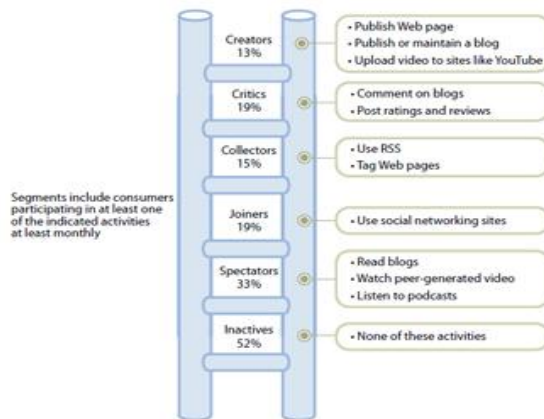 Creators
13%
• Publish Web page
• Publish or maintain a blog
• Upload video to sites like YouTube
Critics
19%
• Comment on blogs
• Post ratings and reviews
Collectors
15%
• Use RSS
• Tag Web pages
Segments include consumers
participating in at least one
of the indicated activities
at least monthly
Joiners
19%
• Use social networking sites
Spectators
33%
• Read blogs
• Watch peer-generated video
• Listen to podcasts
Inactives
52%
• None of these activities